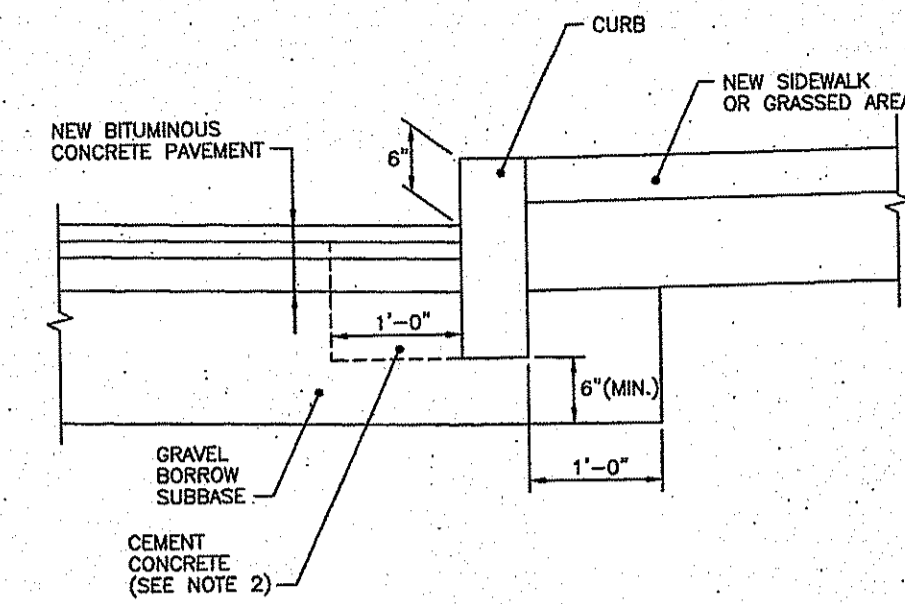 CURB
NEW SIDEWALK
OR GRASSED AREA
NEW BITUMINOUS
CONCRETE PAVEMENT
6"
1'-0"
6"(MIN.)
1'-0"
GRAVEL
BORROW
SUBBASE
CEMENT
CONCRETE
(SEE NOTE 2)